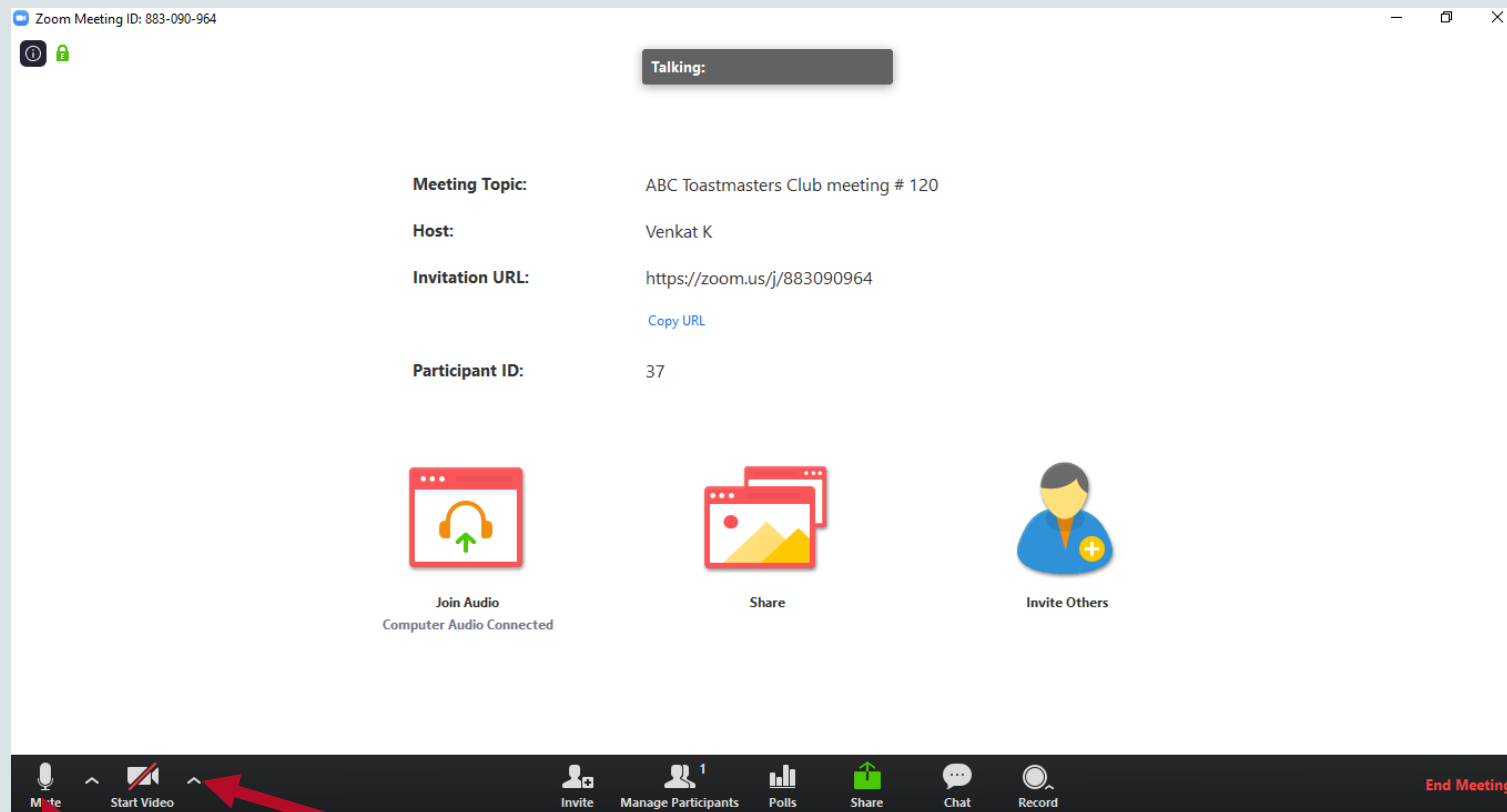 Zoom Meeting ID: 883-090-964
Talking:
Meeting Topic: ABC Toastmasters Club meeting # 120
Host: Venkat K
Invitation URL: https://zoom.us/j/883090964
Copy URL
Participant ID: 37
Join Audio Share Invite Others
Computer Audio Connected
1
Mute Start Video Invite Manage Participants Polls Share Chat Record End Meeting